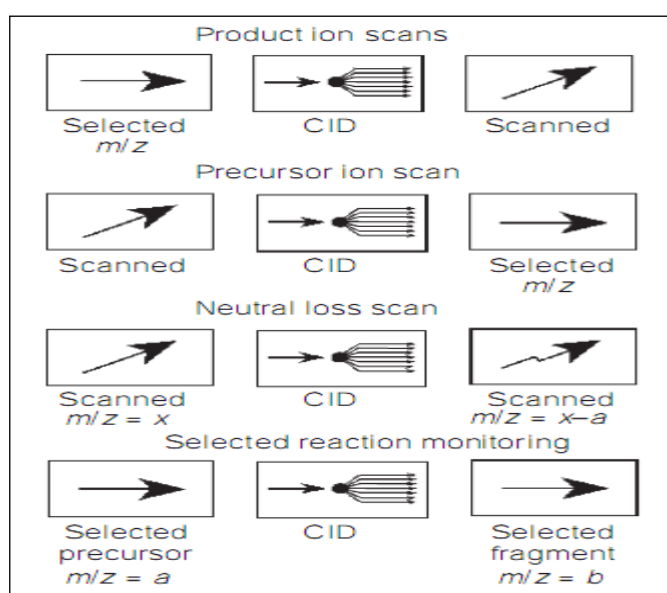 Product ion scans
Selected CID Scanned
m/z
Precursor ion scan
Scanned CID Selected
m/z
Neutral loss scan
Scanned CID Scanned
m/z = x m/z = x–a
Selected reaction monitoring
Selected CID Selected
precursor fragment
m/z = a m/z = b